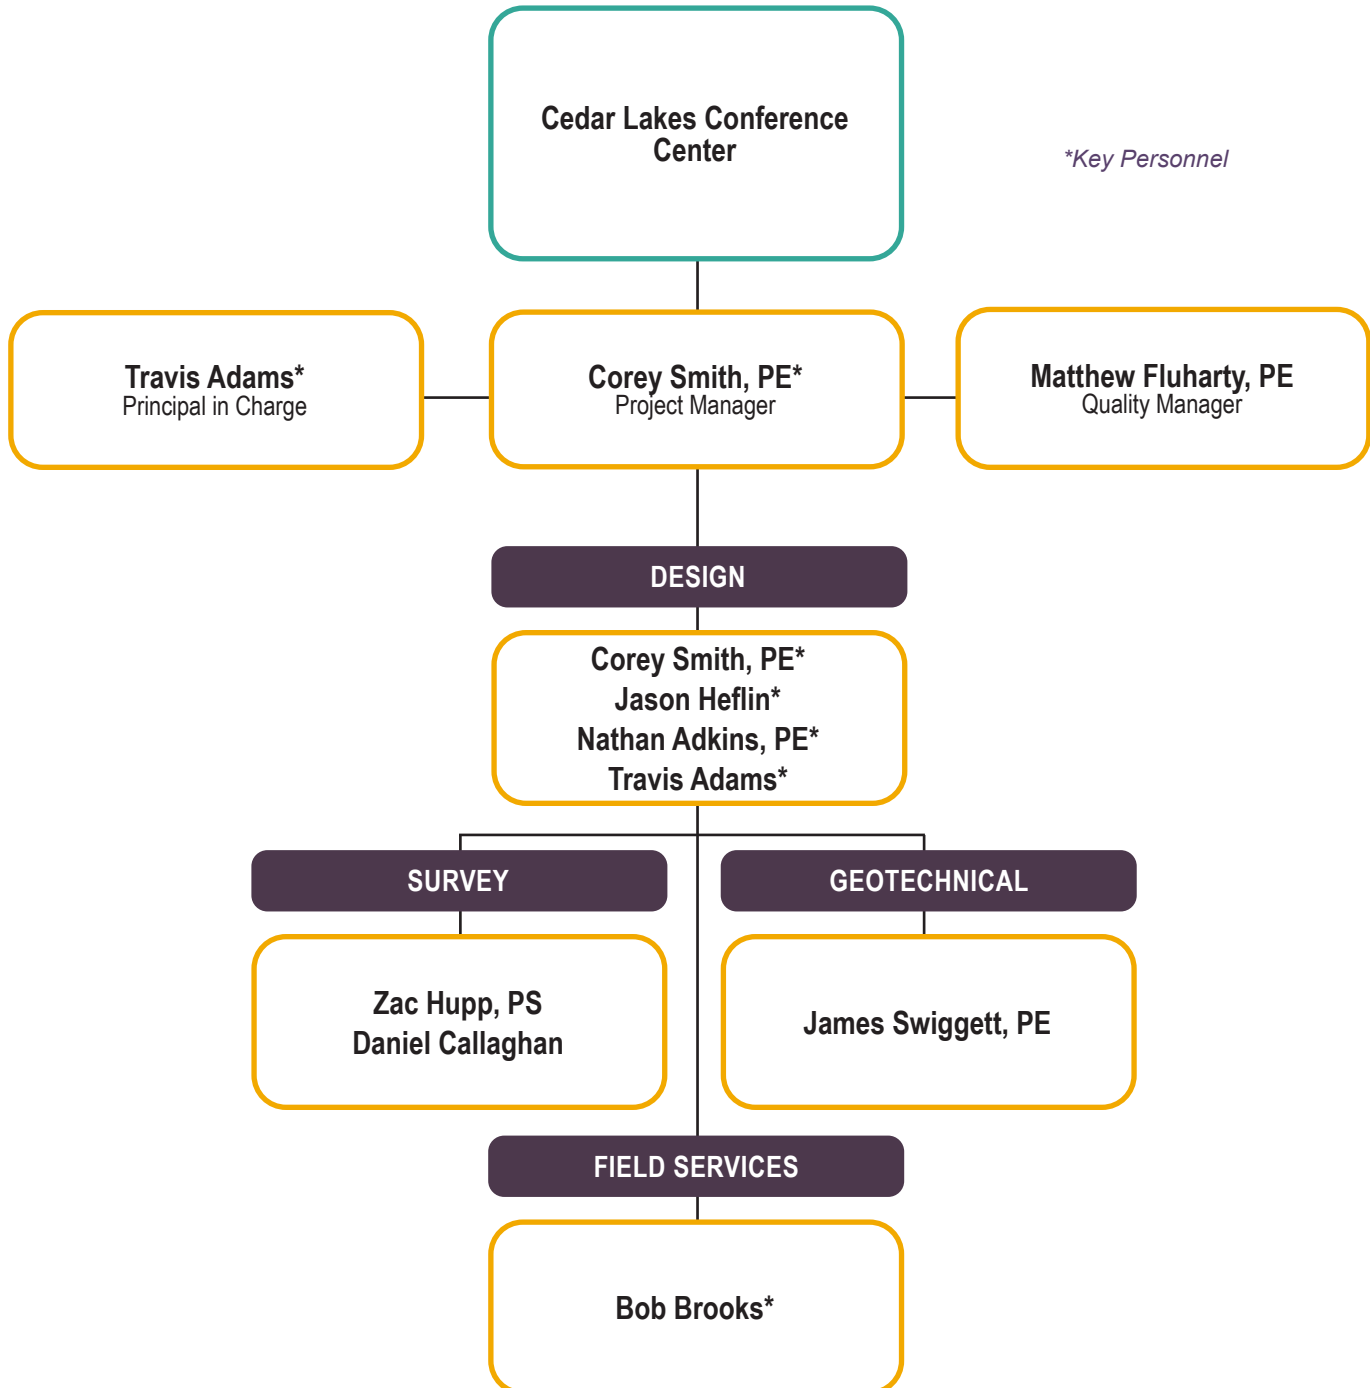 Cedar Lakes Conference
Center
*Key Personnel
Travis Adams*
Principal in Charge
Corey Smith, PE*
Project Manager
Matthew Fluharty, PE
Quality Manager
DESIGN
Corey Smith, PE*
Jason Heflin*
Nathan Adkins, PE*
Travis Adams*
SURVEY
GEOTECHNICAL
Zac Hupp, PS
Daniel Callaghan
James Swiggett, PE
FIELD SERVICES
Bob Brooks*